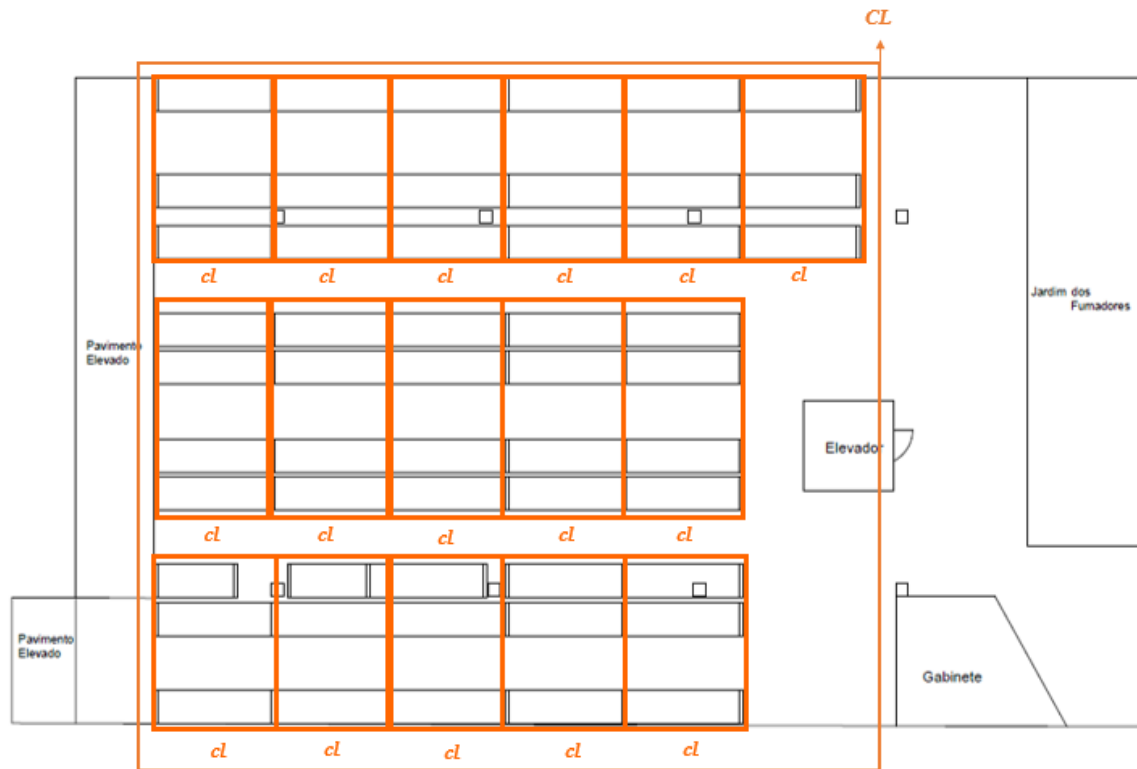 CL
cl cl cl cl cl cl
Jardim dos
Fumadores
Pavimento
Elevado
Elevador
cl cl cl cl cl
Pavimento
Elevado
Gabinete
cl cl cl cl cl